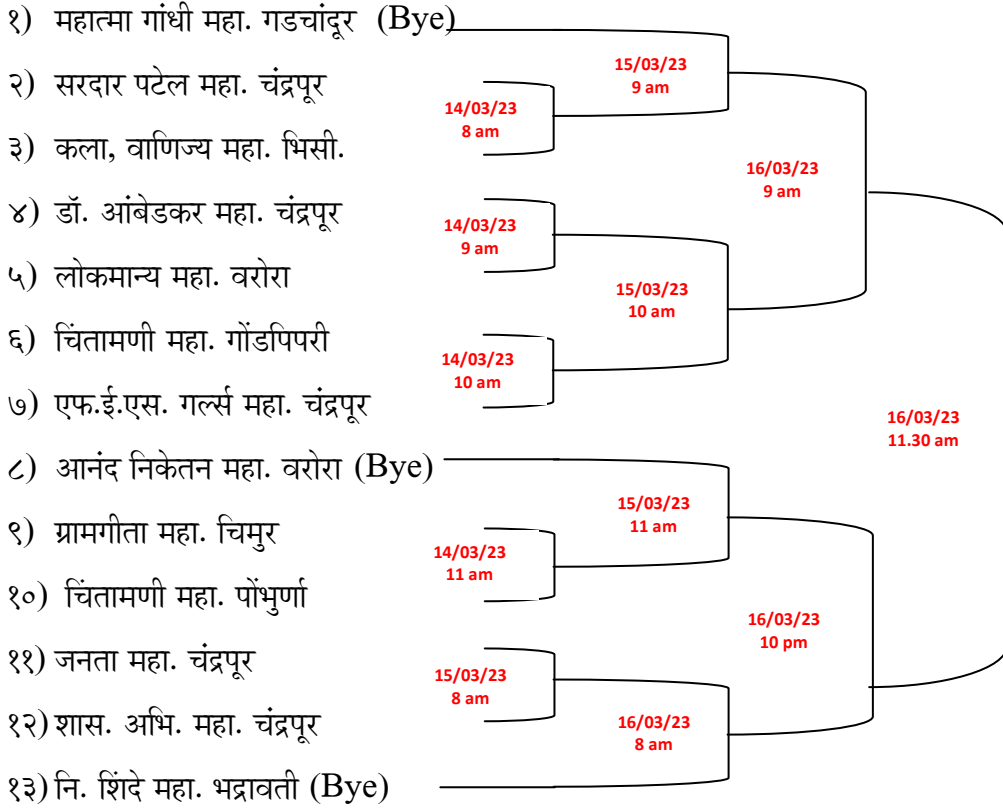 १) महात्मा गांधी महा. गडचांदूर (Bye)
15/03/23
9 am
२) सरदार पटेल महा. चंद्रपूर
14/03/23
8 am
३) कला, वाणिज्य महा. भिसी.
16/03/23
9 am
४) डॉ. आंबेडकर महा. चंद्रपूर
14/03/23
9 am
५) लोकमान्य महा. वरोरा
15/03/23
10 am
६) चिंतामणी महा. गोंडपिपरी
14/03/23
10 am
७) एफ.ई.एस. गर्ल्स महा. चंद्रपूर
16/03/23
11.30 am
८) आनंद निकेतन महा. वरोरा (Bye)
15/03/23
11 am
९) ग्रामगीता महा. चिमुर
14/03/23
11 am
१०) चिंतामणी महा. पोंभुर्णा
16/03/23
10 pm
११) जनता महा. चंद्रपूर
15/03/23
8 am
१२) शास. अभि. महा. चंद्रपूर
16/03/23
8 am
१३) नि. शिंदे महा. भद्रावती (Bye)